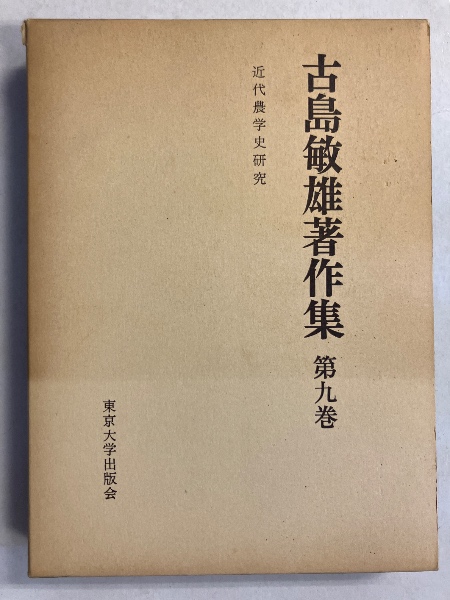 古島敏雄著作集 第九巻
近代農学史研究
東京大学出版会